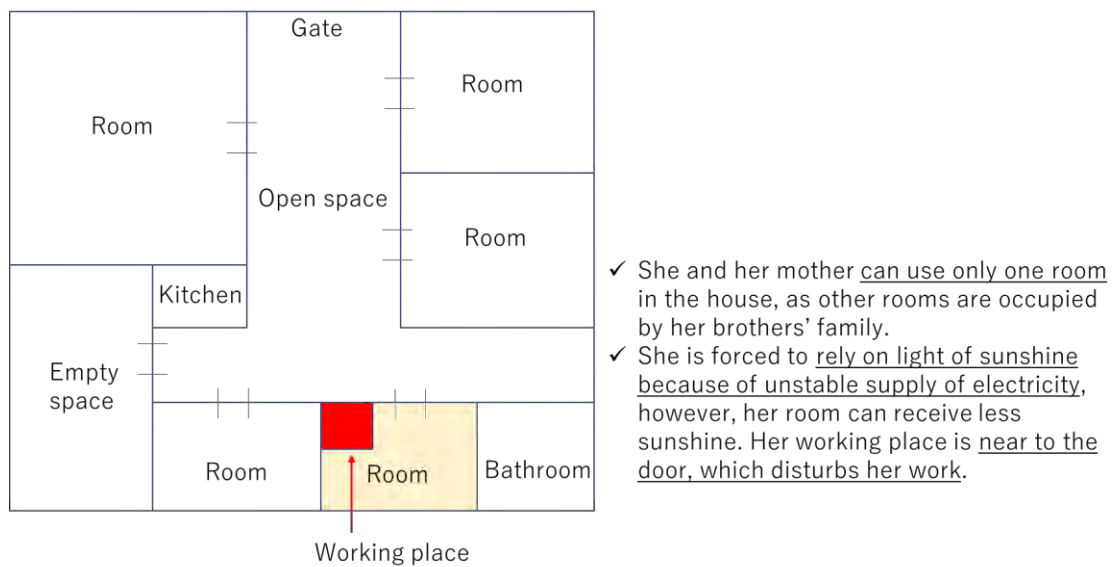 Gate
Room
Room
Open space
Room
Kitchen
Empty
space
Room
Room
Bathroom
Working place
✓ She and her mother can use only one room
in the house, as other rooms are occupied
by her brothers’ family.
✓ She is forced to rely on light of sunshine
because of unstable supply of electricity,
however, her room can receive less
sunshine. Her working place is near to the
door, which disturbs her work.